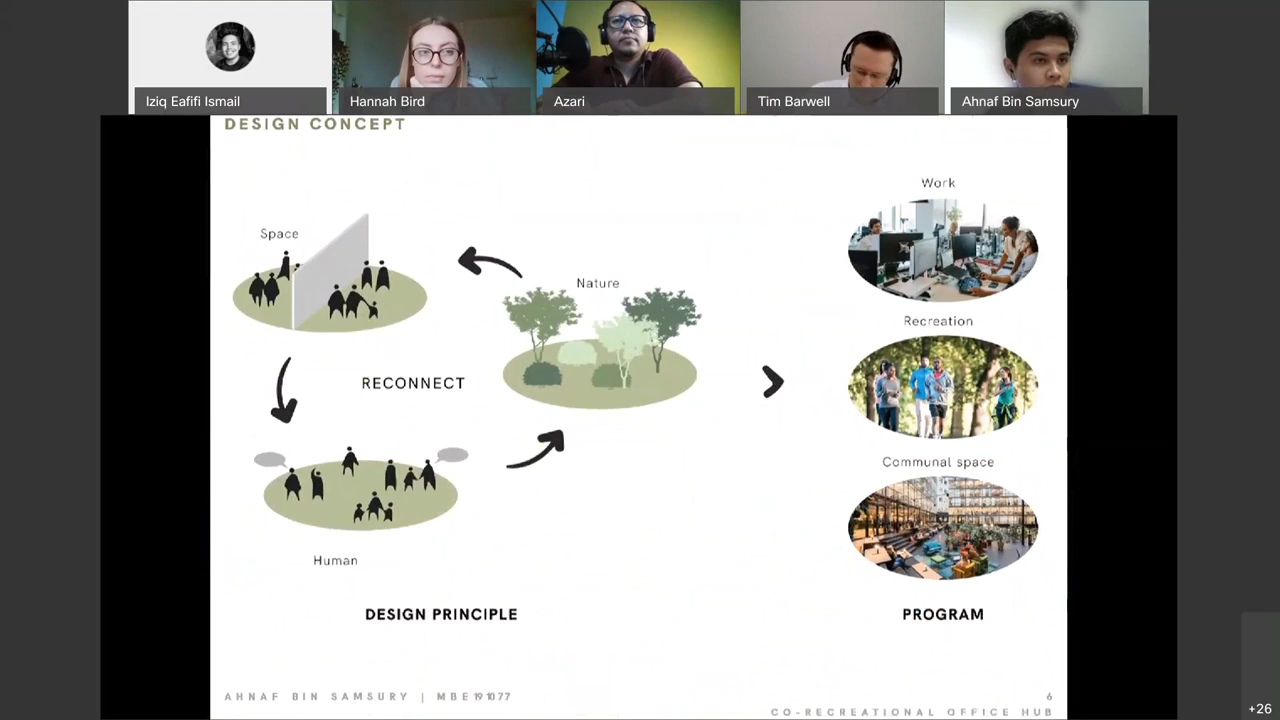 Iziq Eafifi Ismail
Hannah Bird
Azari
Tim Barwell
Ahnaf Bin Samsury
DESIGN CONCEPT
Work
Space
Nature
Recreation
RECONNECT
Communal space
Human
DESIGN PRINCIPLE
PROGRAM
AHNAF BIN SAMSURY | MBE191077
6
CO-RECREATIONAL OFFICE HUB
+26